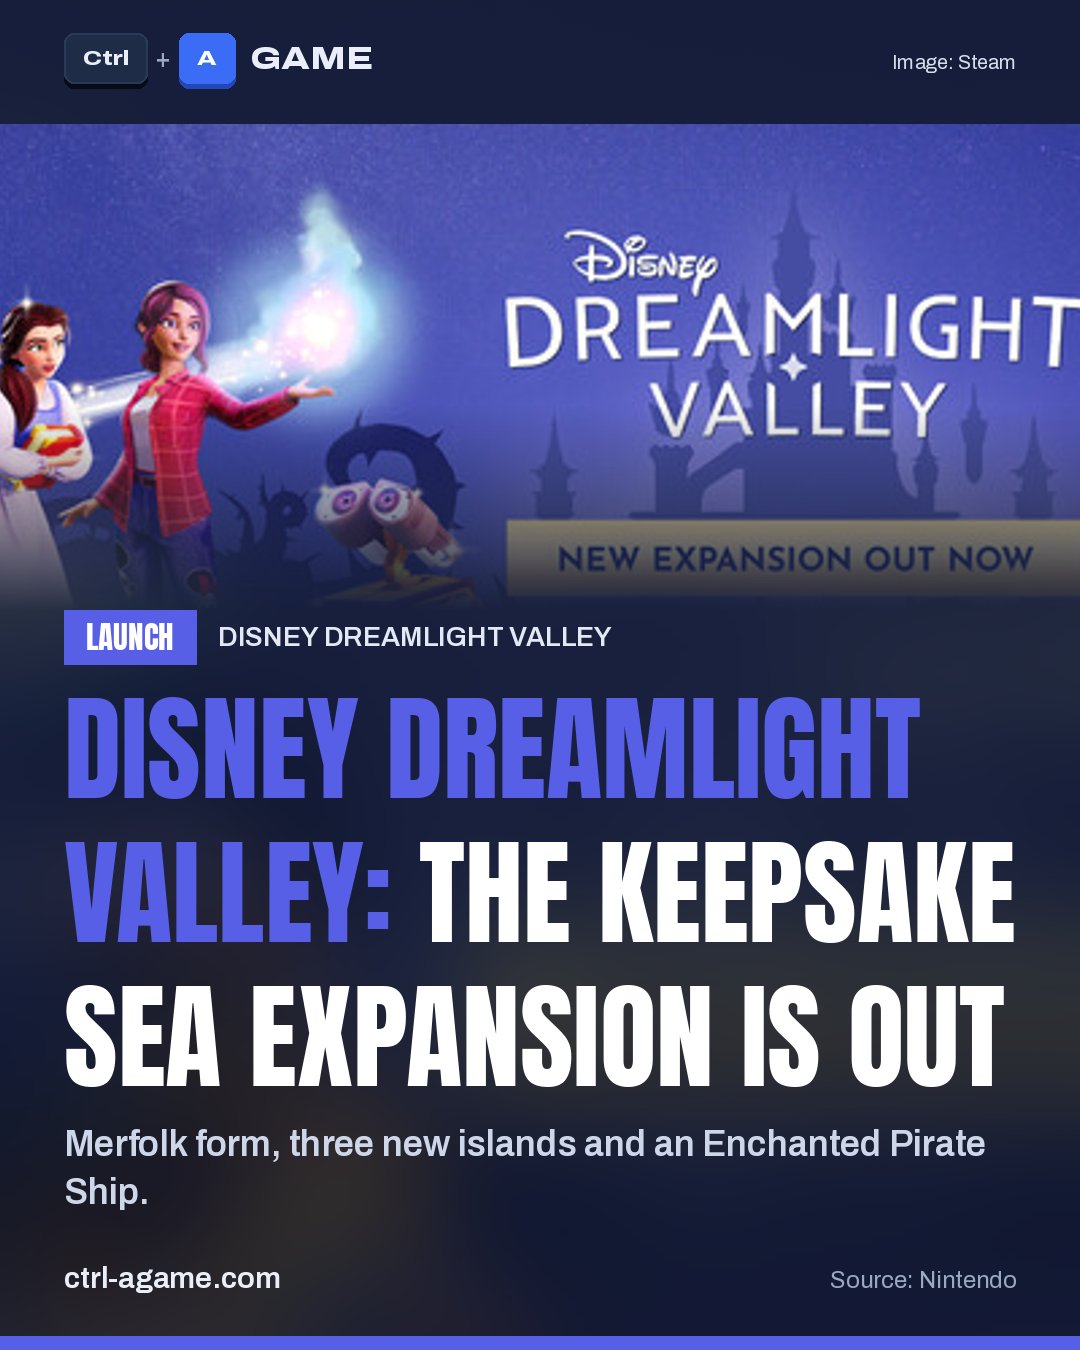 Ctrl + A GAME
Image: Steam
Disney
DREAMLIGHT
VALLEY
NEW EXPANSION OUT NOW
LAUNCH DISNEY DREAMLIGHT VALLEY
DISNEY DREAMLIGHT
VALLEY: THE KEEPSAKE
SEA EXPANSION IS OUT
Merfolk form, three new islands and an Enchanted Pirate
Ship.
ctrl-agame.com
Source: Nintendo